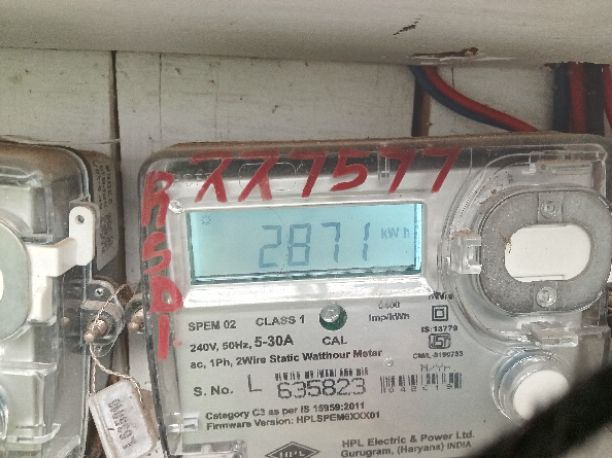 XX7577
RSD1
2871 kWh
SPEM 02 CLASS 1
Imp/kWh
240V, 50Hz, 5-30A CAL
IS:13779
ac, 1Ph, 2Wire Static Watthour Meter
S. No. L 635823
Category C3 as per IS 15959:2011
Firmware Version: HPLSPEM6XXX01
HPL
HPL Electric & Power Ltd.
Gurugram, (Haryana) INDIA